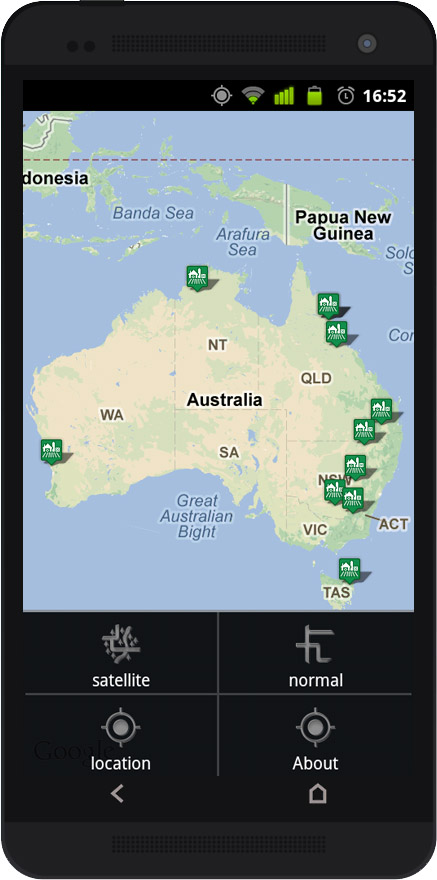 16:52
donesia
Banda Sea
Arafura
Sea
Papua New
Guinea
Solo
S
Cor
NT
QLD
Australia
WA
SA
NSW
Great
Australian
Bight
VIC
ACT
TAS
satellite
normal
Google
location
About